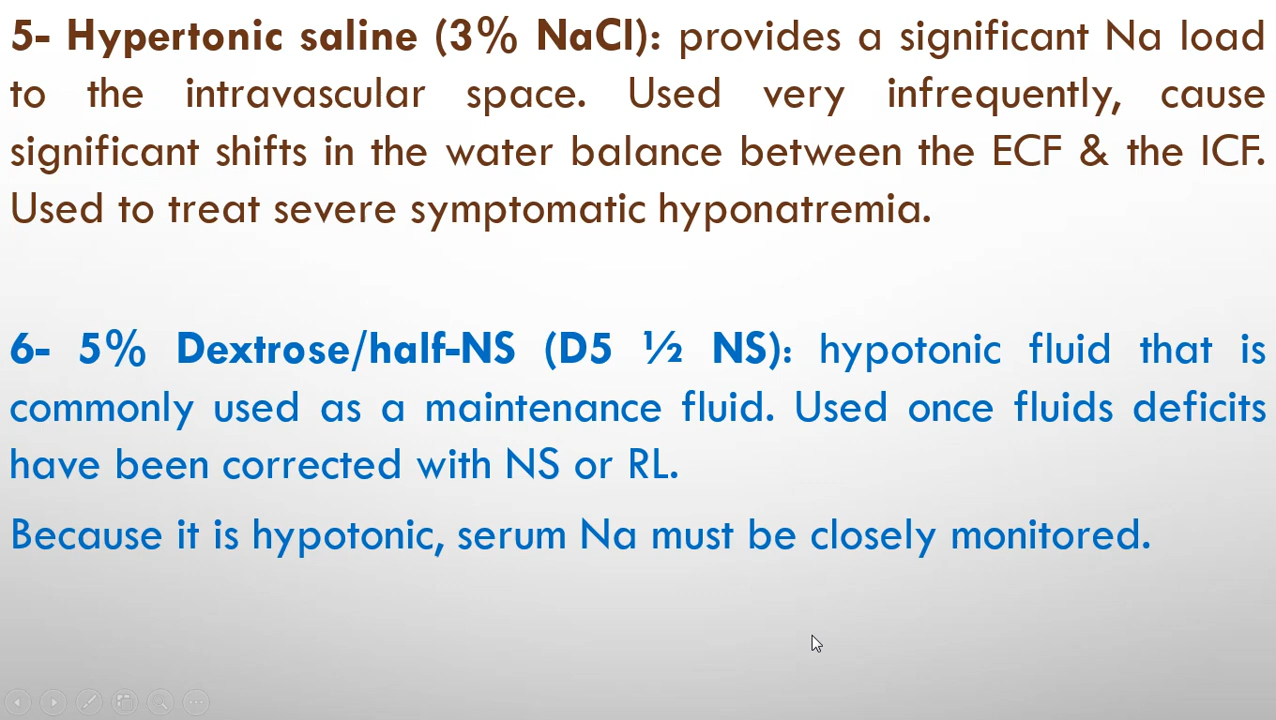 5- Hypertonic saline (3% NaCl): provides a significant Na load
to the intravascular space. Used very infrequently, cause
significant shifts in the water balance between the ECF & the ICF.
Used to treat severe symptomatic hyponatremia.
6- 5% Dextrose/half-NS (D5 ½ NS): hypotonic fluid that is
commonly used as a maintenance fluid. Used once fluids deficits
have been corrected with NS or RL.
Because it is hypotonic, serum Na must be closely monitored.